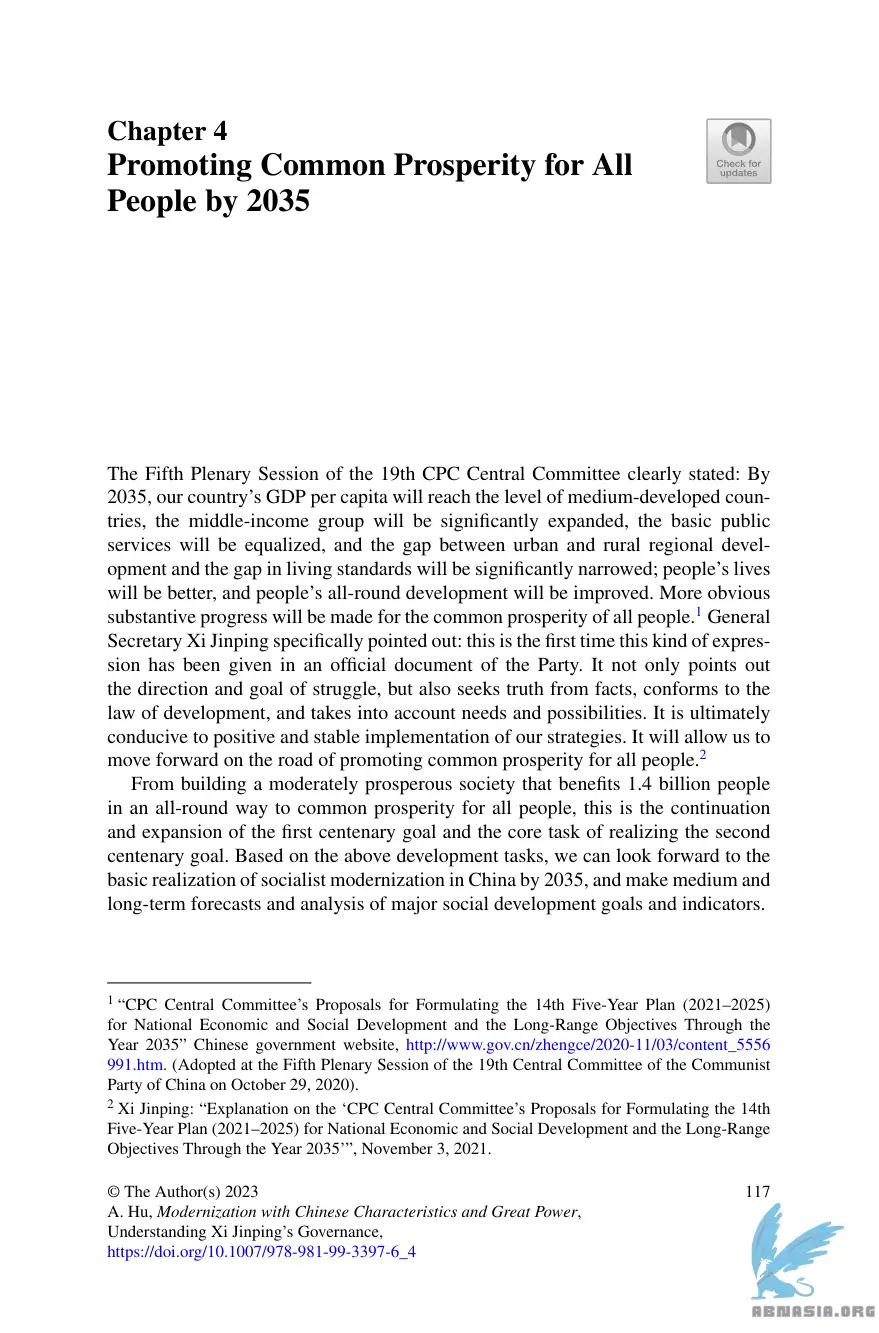 Chapter 4
Promoting Common Prosperity for All
People by 2035
Check for
updates
The Fifth Plenary Session of the 19th CPC Central Committee clearly stated: By
2035, our country’s GDP per capita will reach the level of medium-developed coun-
tries, the middle-income group will be significantly expanded, the basic public
services will be equalized, and the gap between urban and rural regional devel-
opment and the gap in living standards will be significantly narrowed; people’s lives
will be better, and people’s all-round development will be improved. More obvious
substantive progress will be made for the common prosperity of all people.1 General
Secretary Xi Jinping specifically pointed out: this is the first time this kind of expres-
sion has been given in an official document of the Party. It not only points out
the direction and goal of struggle, but also seeks truth from facts, conforms to the
law of development, and takes into account needs and possibilities. It is ultimately
conducive to positive and stable implementation of our strategies. It will allow us to
move forward on the road of promoting common prosperity for all people.2
From building a moderately prosperous society that benefits 1.4 billion people
in an all-round way to common prosperity for all people, this is the continuation
and expansion of the first centenary goal and the core task of realizing the second
centenary goal. Based on the above development tasks, we can look forward to the
basic realization of socialist modernization in China by 2035, and make medium and
long-term forecasts and analysis of major social development goals and indicators.
1 “CPC Central Committee’s Proposals for Formulating the 14th Five-Year Plan (2021–2025)
for National Economic and Social Development and the Long-Range Objectives Through the
Year 2035” Chinese government website, http://www.gov.cn/zhengce/2020-11/03/content_5556
991.htm. (Adopted at the Fifth Plenary Session of the 19th Central Committee of the Communist
Party of China on October 29, 2020).
2 Xi Jinping: “Explanation on the ‘CPC Central Committee’s Proposals for Formulating the 14th
Five-Year Plan (2021–2025) for National Economic and Social Development and the Long-Range
Objectives Through the Year 2035’”, November 3, 2021.
© The Author(s) 2023 117
A. Hu, Modernization with Chinese Characteristics and Great Power,
Understanding Xi Jinping’s Governance,
https://doi.org/10.1007/978-981-99-3397-6_4
ABNASIA.ORG